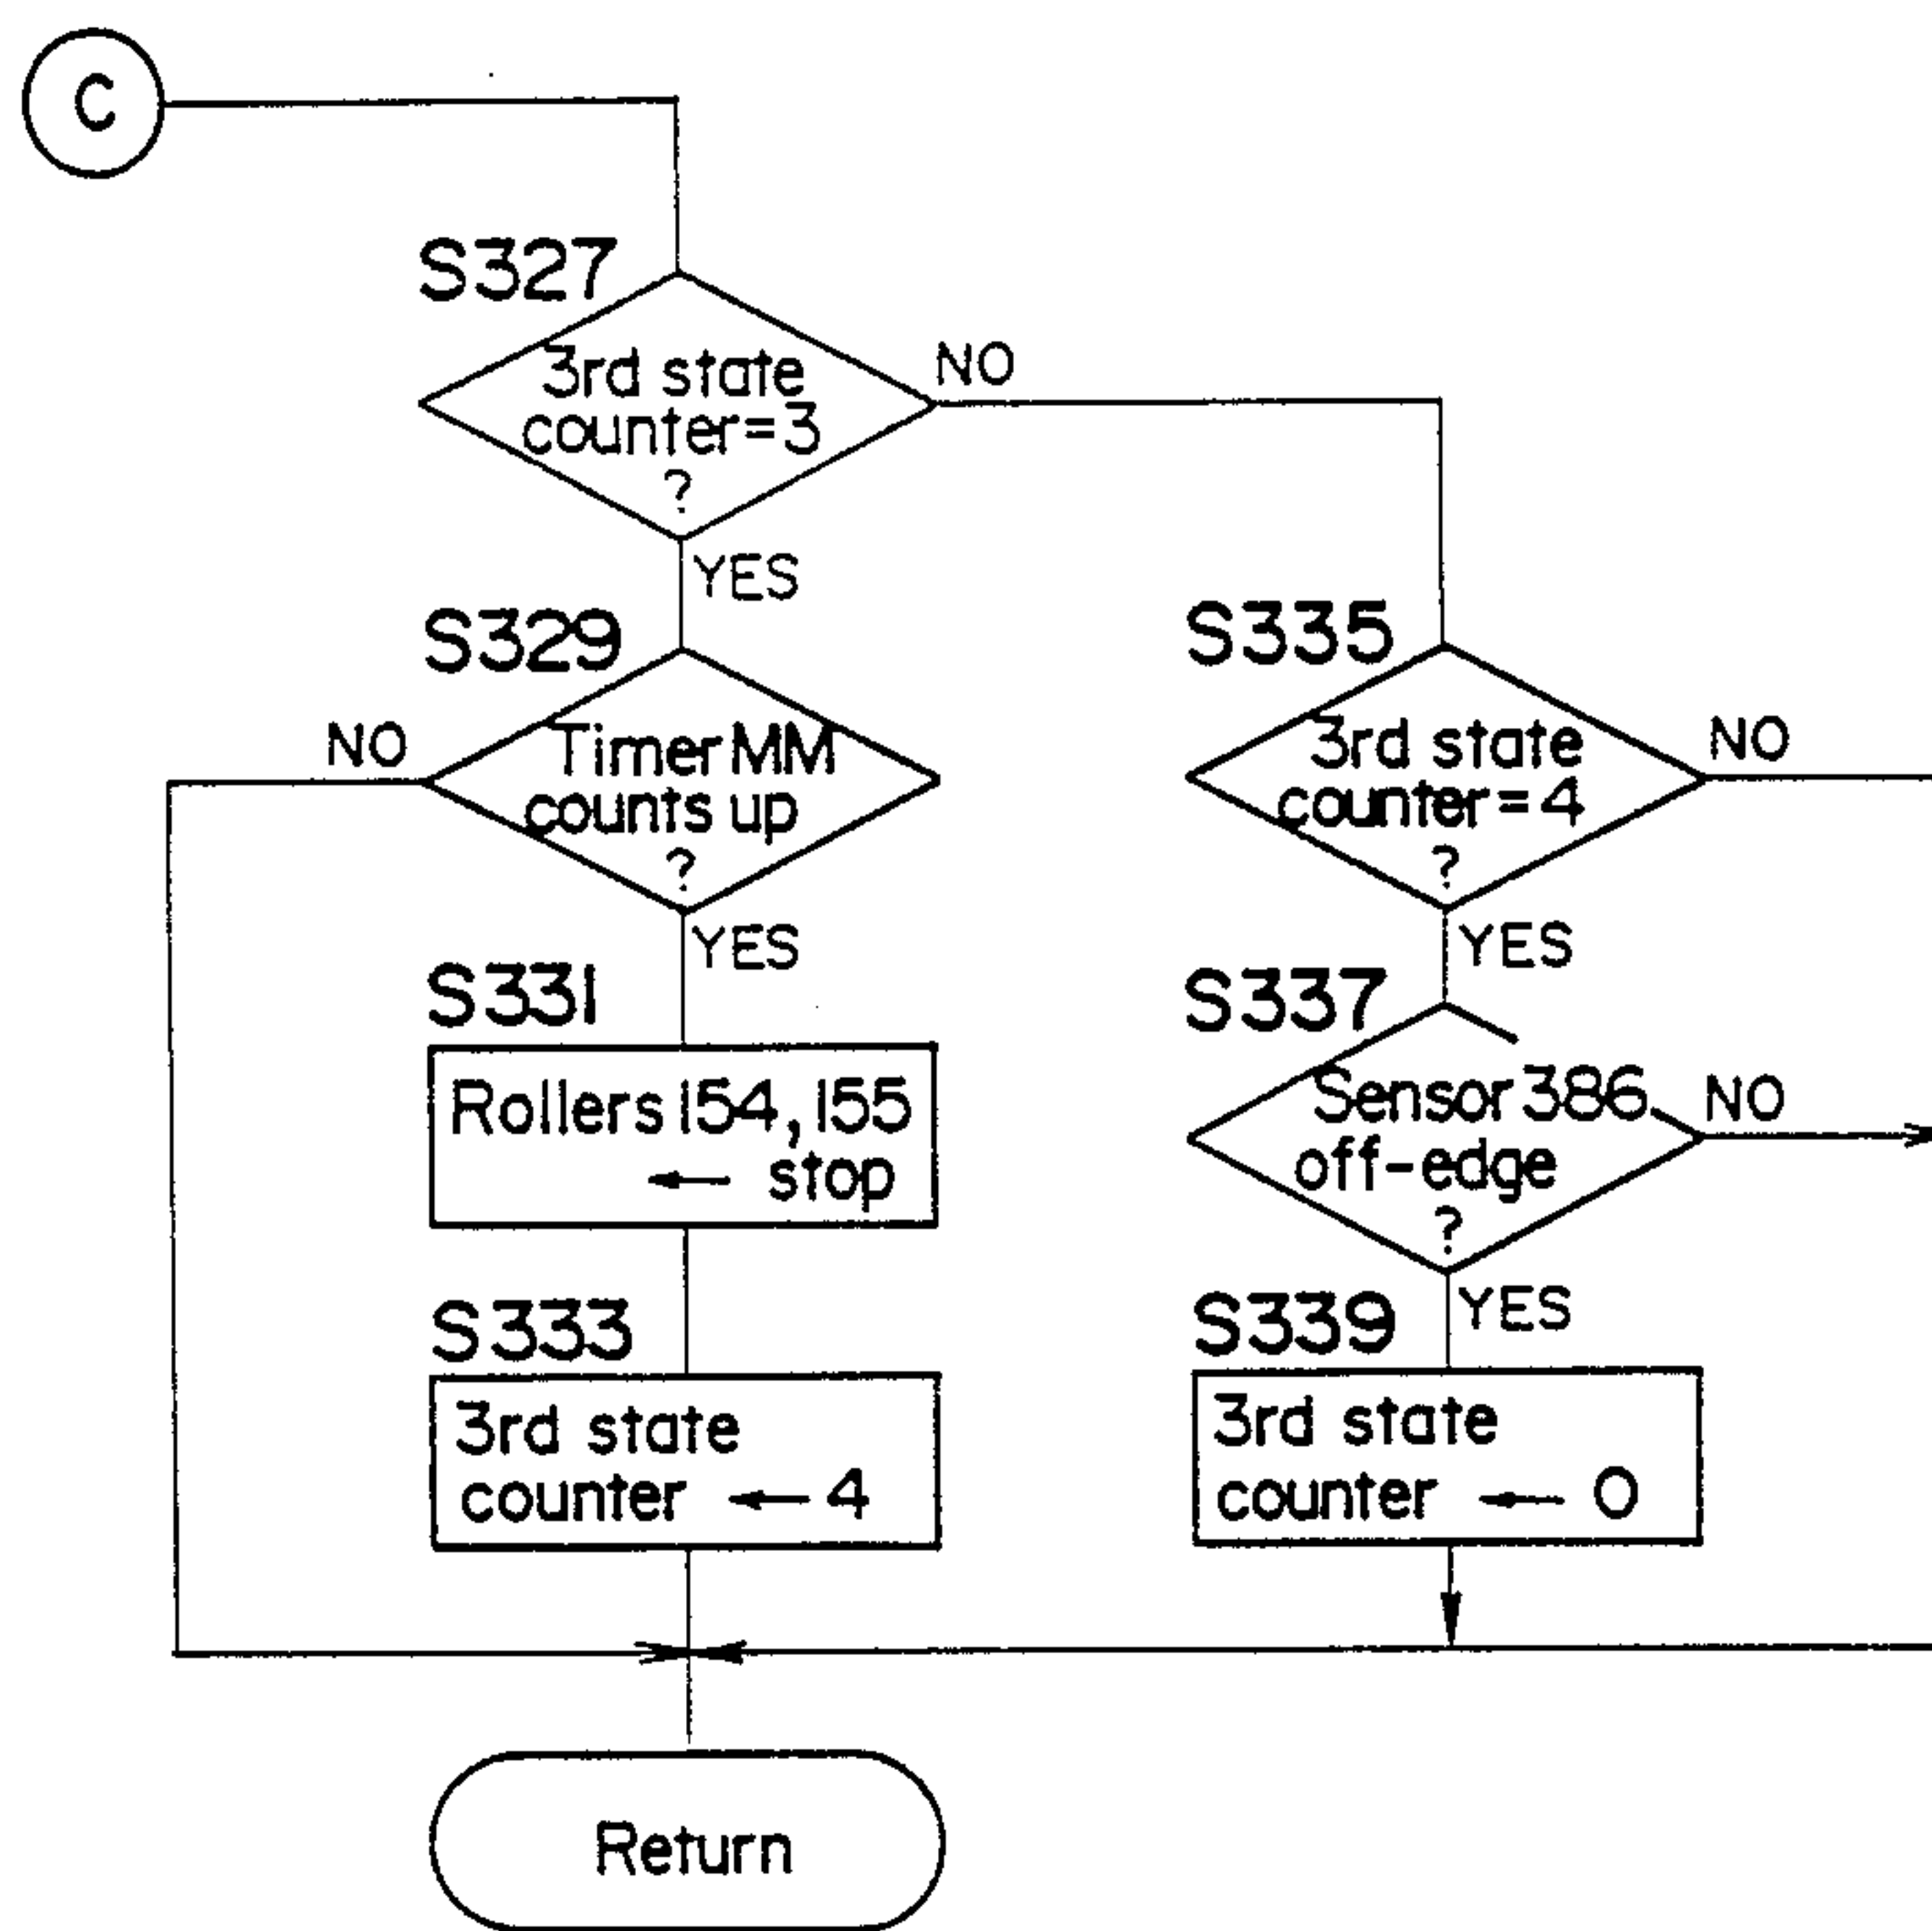 C
S327
3rd state
counter=3
?
NO
YES
S329
Timer MM
counts up
?
NO
YES
S331
Rollers 154, 155
← stop
S333
3rd state
counter ← 4
S335
3rd state
counter=4
?
NO
YES
S337
Sensor 386
off-edge
?
NO
YES
S339
3rd state
counter ← 0
Return